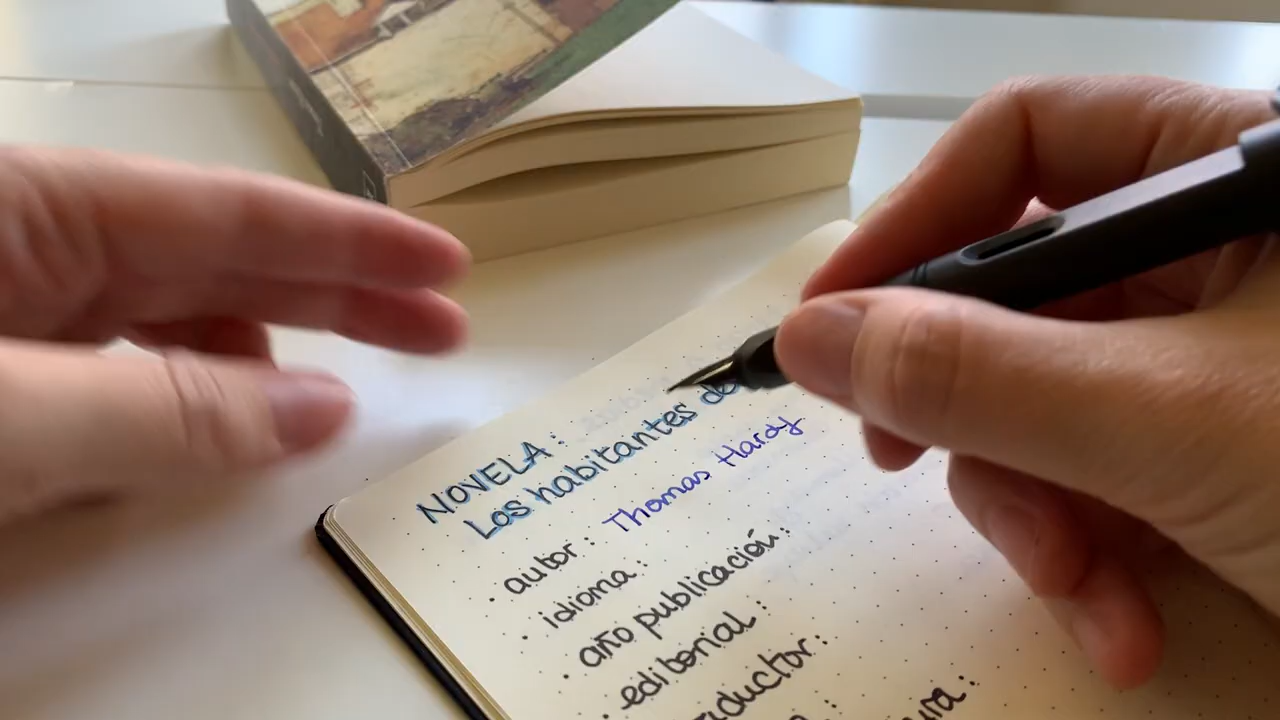 NOVELA:
Los habitantes de
• autor: Thomas Hardy
• idioma:
• año publicación:
• editorial: